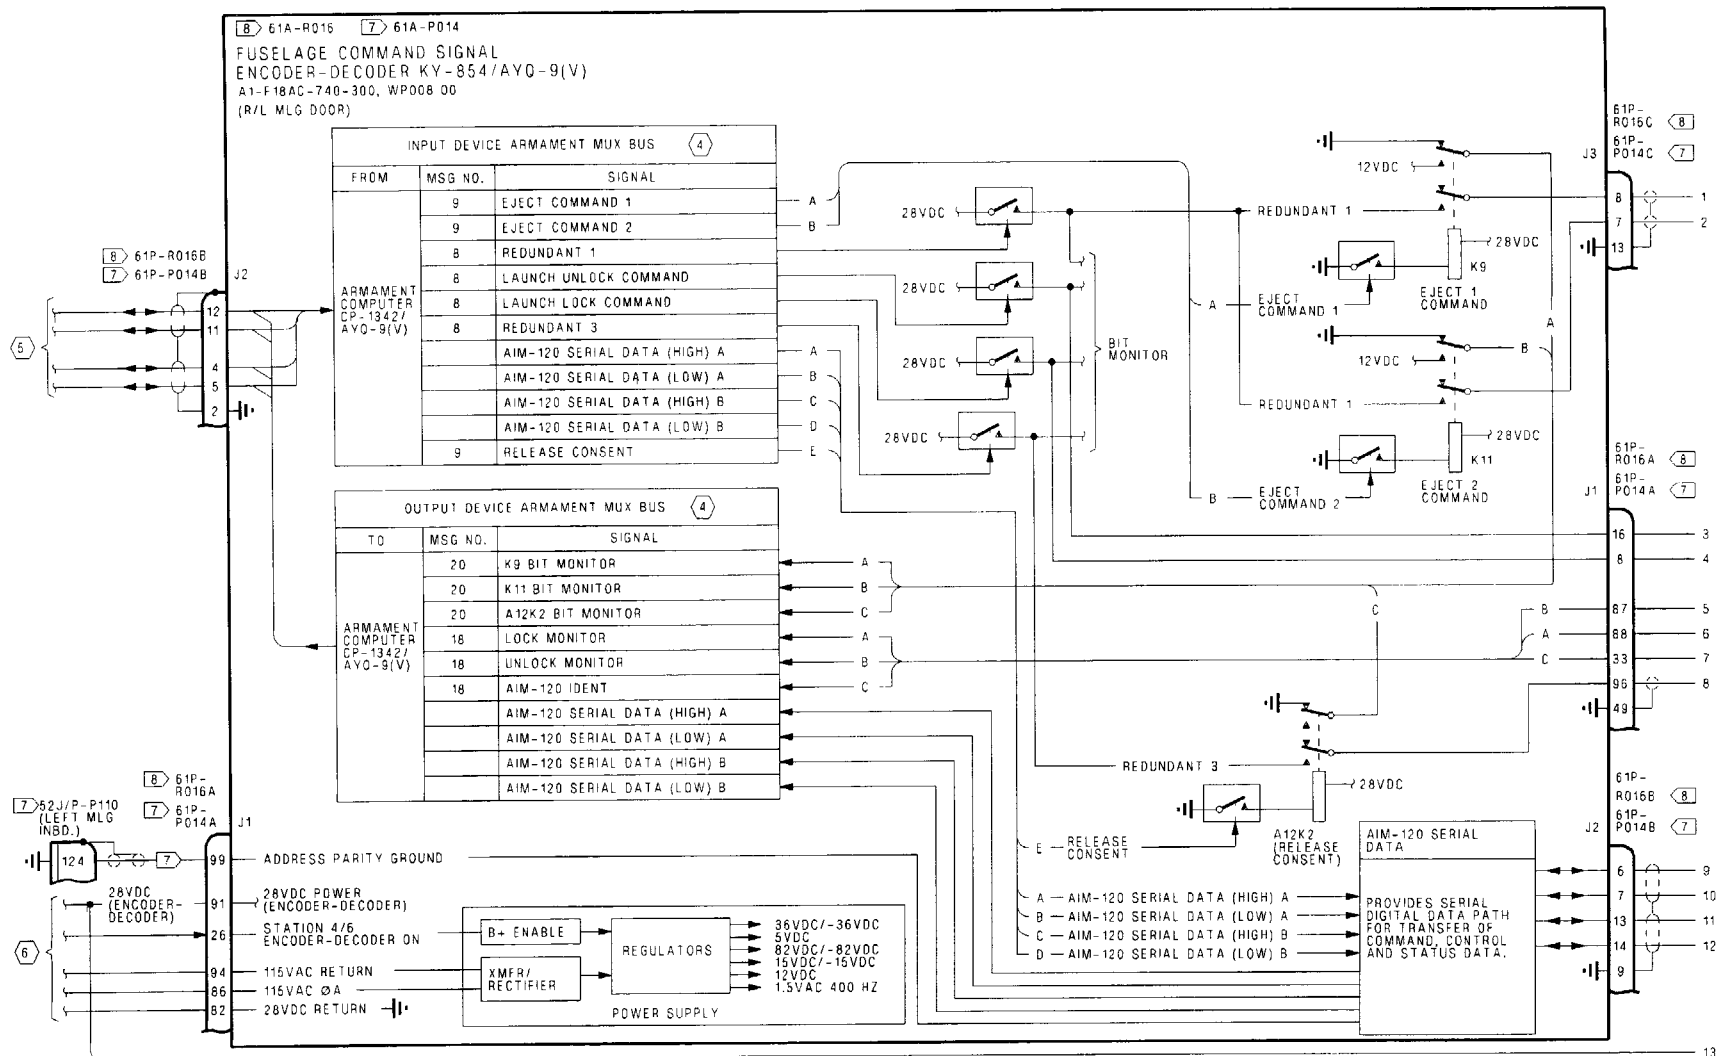 8 61A-R016 7 61A-P014
FUSELAGE COMMAND SIGNAL
ENCODER-DECODER KY-854/AYQ-9(V)
A1-F18AC-740-300, WP008 00
(R/L MLG DOOR)
INPUT DEVICE ARMAMENT MUX BUS 4
FROM MSG NO. SIGNAL
9 EJECT COMMAND 1 A
9 EJECT COMMAND 2 B
8 REDUNDANT 1
8 LAUNCH UNLOCK COMMAND
8 LAUNCH LOCK COMMAND
8 REDUNDANT 3
AIM-120 SERIAL DATA (HIGH) A A
AIM-120 SERIAL DATA (LOW) A B
AIM-120 SERIAL DATA (HIGH) B C
AIM-120 SERIAL DATA (LOW) B D
9 RELEASE CONSENT E
ARMAMENT
COMPUTER
CP-1342/
AYQ-9(V)
8 61P-R016B
7 61P-P014B
J2
12
11
4
5
2
5
OUTPUT DEVICE ARMAMENT MUX BUS 4
TO MSG NO. SIGNAL
20 K9 BIT MONITOR A
20 K11 BIT MONITOR B
20 A12K2 BIT MONITOR C
18 LOCK MONITOR A
18 UNLOCK MONITOR B
18 AIM-120 IDENT C
AIM-120 SERIAL DATA (HIGH) A
AIM-120 SERIAL DATA (LOW) A
AIM-120 SERIAL DATA (HIGH) B
AIM-120 SERIAL DATA (LOW) B
ARMAMENT
COMPUTER
CP-1342/
AYQ-9(V)
28VDC
28VDC
28VDC
28VDC
BIT
MONITOR
12VDC
REDUNDANT 1
28VDC
K9
EJECT 1
COMMAND
A EJECT
COMMAND 1
A
B
12VDC
REDUNDANT 1
28VDC
K11
EJECT 2
COMMAND
B EJECT
COMMAND 2
61P-
R016C 8
61P-
P014C 7
J3
8 1
7 2
13
61P-
R016A 8
61P-
P014A 7
J1
16 3
8 4
B 87 5
A 88 6
C 33 7
96 8
49
C
REDUNDANT 3
28VDC
A12K2
(RELEASE
CONSENT)
E RELEASE
CONSENT
61P-
R016B 8
61P-
P014B 7
J2
6 9
7 10
13 11
14 12
9
AIM-120 SERIAL
DATA
PROVIDES SERIAL
DIGITAL DATA PATH
FOR TRANSFER OF
COMMAND, CONTROL
AND STATUS DATA.
A AIM-120 SERIAL DATA (HIGH) A
B AIM-120 SERIAL DATA (LOW) A
C AIM-120 SERIAL DATA (HIGH) B
D AIM-120 SERIAL DATA (LOW) B
8 61P-
R016A
7 61P-
P014A
J1
7 52J/P-P110
(LEFT MLG
INBD.)
124
7
99 ADDRESS PARITY GROUND
28VDC
(ENCODER-
DECODER)
91 28VDC POWER
(ENCODER-DECODER)
26 STATION 4/6
ENCODER-DECODER ON
94 115VAC RETURN
86 115VAC ØA
82 28VDC RETURN
6
B+ ENABLE
XMFR/
RECTIFIER
REGULATORS
36VDC/-36VDC
5VDC
82VDC/-82VDC
15VDC/-15VDC
12VDC
1.5VAC 400 HZ
POWER SUPPLY
13